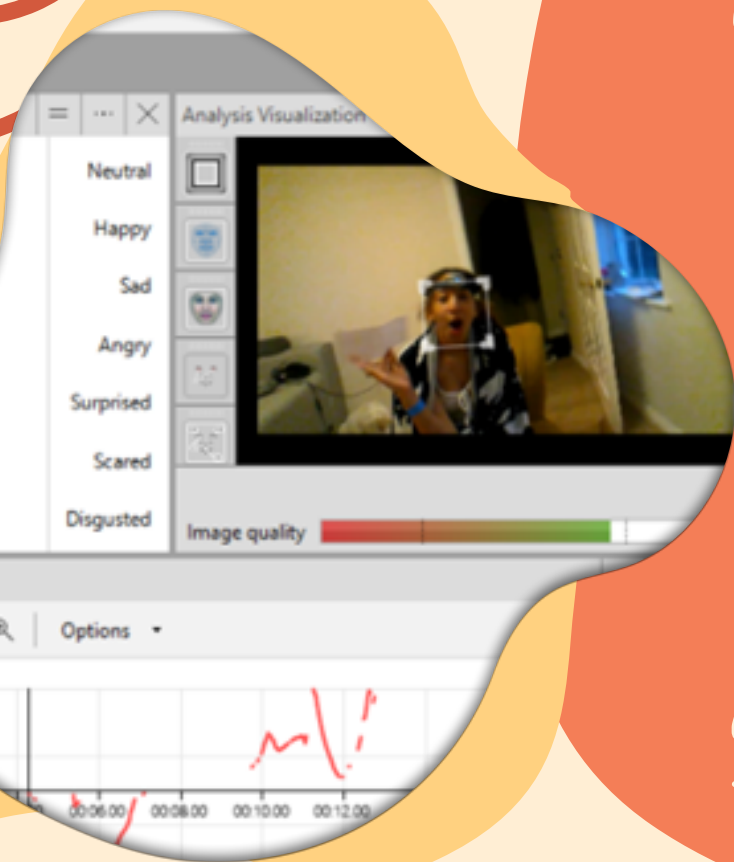 Analysis Visualization
Neutral
Happy
Sad
Angry
Surprised
Scared
Disgusted
Image quality
Options
00:06.00 00:08.00 00:10.00 00:12.00